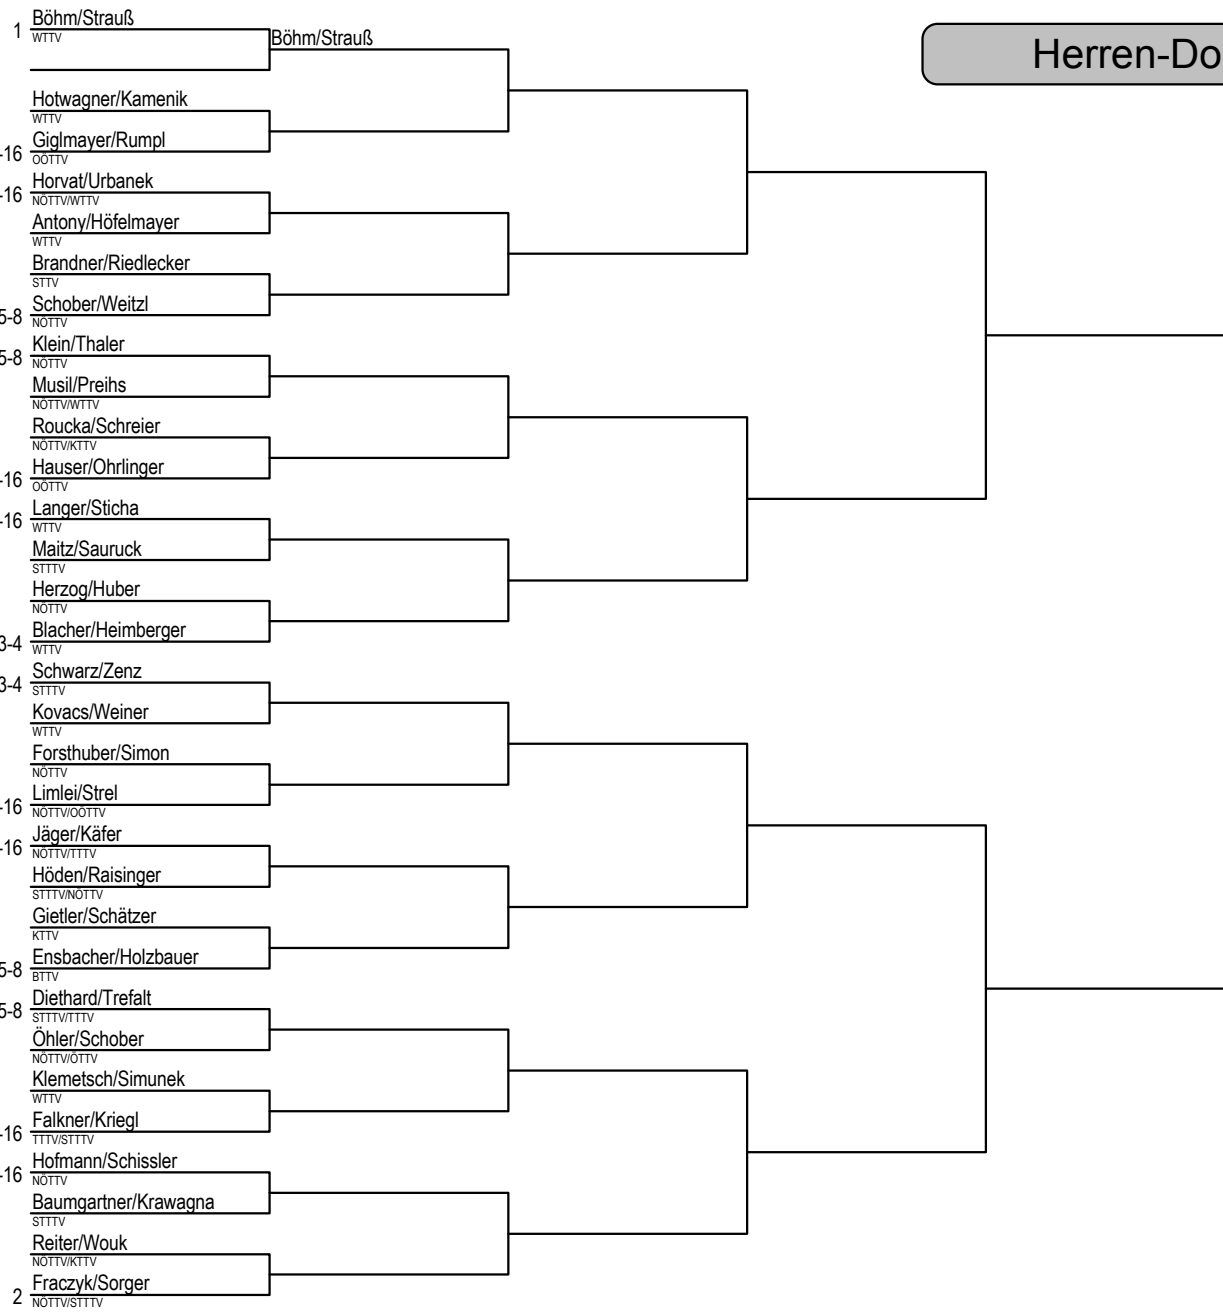 Böhm/Strauß
1
WTTV
Böhm/Strauß
Herren-Do
Hotwagner/Kamenik
WTTV
Giglmayer/Rumpl
-16
OÖTTV
Horvat/Urbanek
-16
NÖTTV/WTTV
Antony/Höfelmayer
WTTV
Brandner/Riedlecker
STTV
Schober/Weitzl
5-8
NÖTTV
Klein/Thaler
5-8
NÖTTV
Musil/Preihs
NÖTTV/WTTV
Roucka/Schreier
NÖTTV/KTTV
Hauser/Ohrlinger
-16
OÖTTV
Langer/Sticha
-16
WTTV
Maitz/Sauruck
STTTV
Herzog/Huber
NÖTTV
Blacher/Heimberger
3-4
WTTV
Schwarz/Zenz
3-4
STTTV
Kovacs/Weiner
WTTV
Forsthuber/Simon
NÖTTV
Limlei/Strel
-16
NÖTTV/OÖTTV
Jäger/Käfer
-16
NÖTTV/TTTV
Höden/Raisinger
STTTV/NÖTTV
Gietler/Schätzer
KTTV
Ensbacher/Holzbauer
5-8
BTTV
Diethard/Trefalt
5-8
STTTV/TTTV
Öhler/Schober
NÖTTV/ÖTTV
Klemetsch/Simunek
WTTV
Falkner/Kriegl
-16
TTTV/STTTV
Hofmann/Schissler
-16
NÖTTV
Baumgartner/Krawagna
STTTV
Reiter/Wouk
NÖTTV/KTTV
Fraczyk/Sorger
2
NÖTTV/STTTV